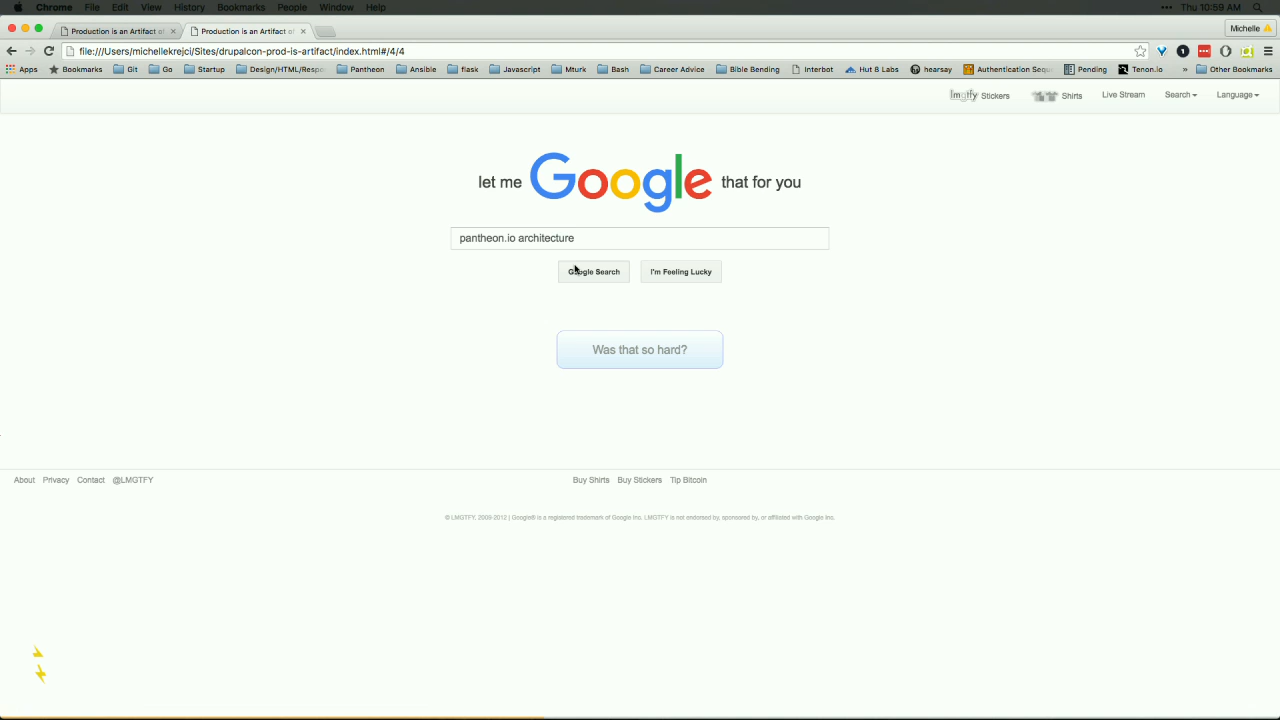 Chrome File Edit View History Bookmarks People Window Help ••• Thu 10:59 AM
Production is an Artifact of × Production is an Artifact of × Michelle
file:///Users/michellekrejci/Sites/drupalcon-prod-is-artifact/index.html#/4/4
Apps Bookmarks Git Go Startup Design/HTML/Respe Pantheon Ansible flask Javascript Mturk Bash Career Advice Bible Bending Interbot Hut 8 Labs hearsay Authentication Sequ Pending Tenon.io » Other Bookmarks
lmgtfy Stickers Shirts Live Stream Search Language
let me Google that for you
pantheon.io architecture
Google Search I'm Feeling Lucky
Was that so hard?
About Privacy Contact @LMGTFY Buy Shirts Buy Stickers Tip Bitcoin
© LMGTFY, 2009-2012 | Google® is a registered trademark of Google Inc. LMGTFY is not endorsed by, sponsored by, or affiliated with Google Inc.